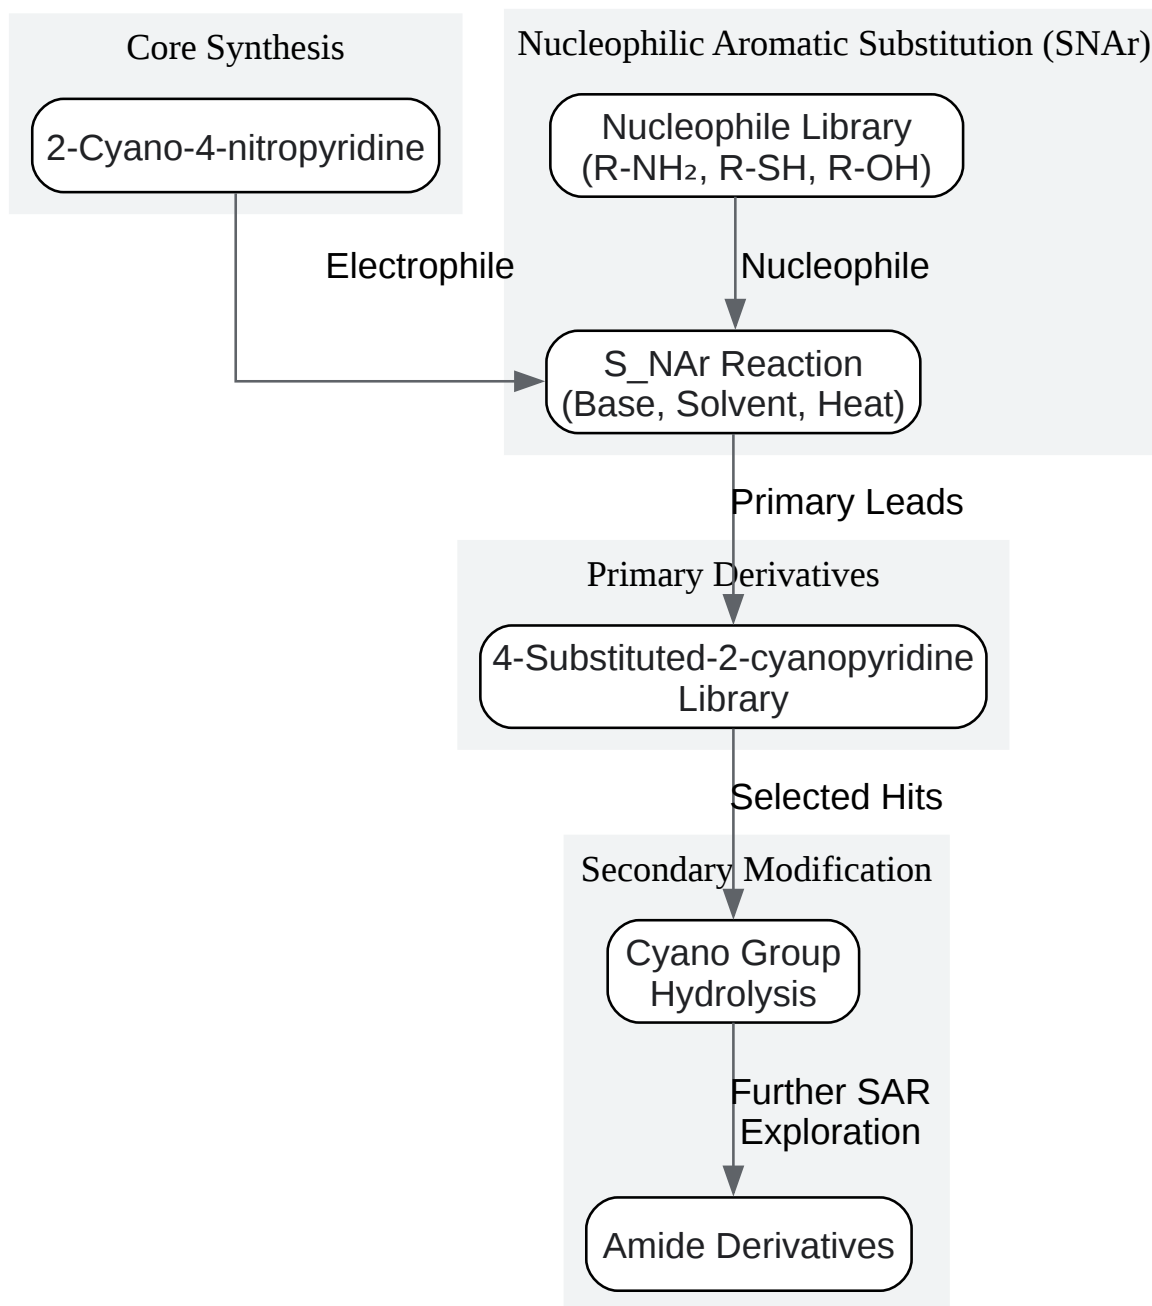 Core Synthesis
2-Cyano-4-nitropyridine
Nucleophilic Aromatic Substitution (SNAr)
Nucleophile Library
(R-NH₂, R-SH, R-OH)
Electrophile
Nucleophile
S_NAr Reaction
(Base, Solvent, Heat)
Primary Leads
Primary Derivatives
4-Substituted-2-cyanopyridine
Library
Selected Hits
Secondary Modification
Cyano Group
Hydrolysis
Further SAR
Exploration
Amide Derivatives